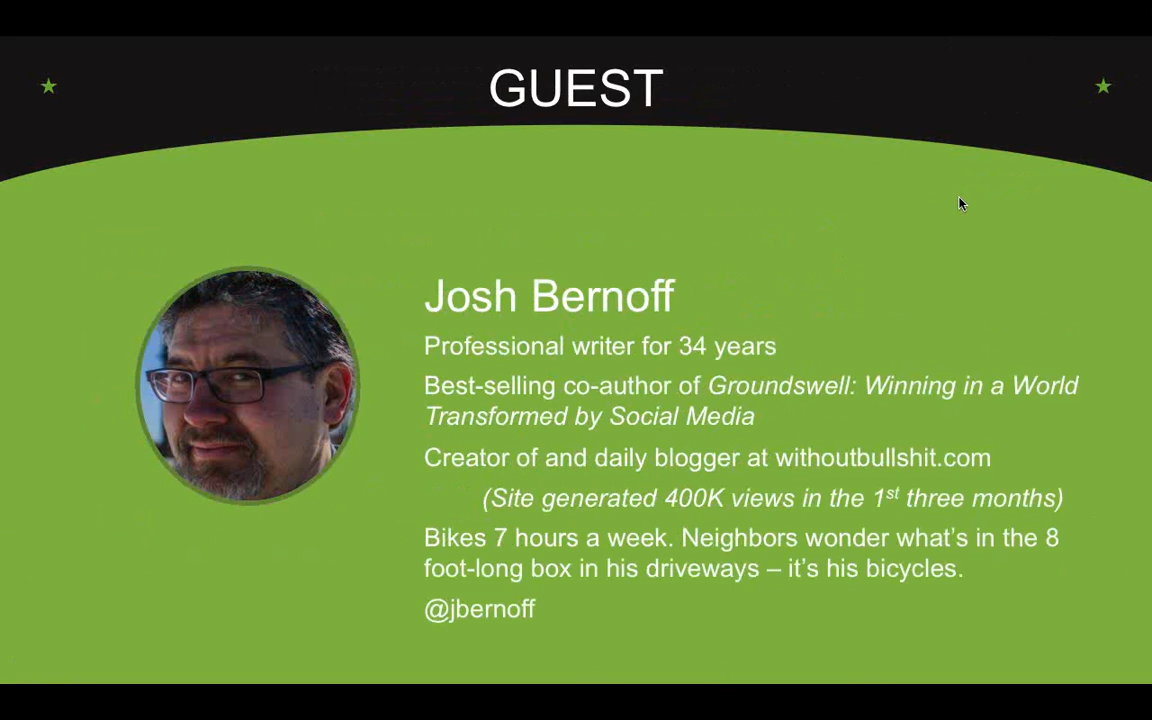 GUEST
Josh Bernoff
Professional writer for 34 years
Best-selling co-author of Groundswell: Winning in a World
Transformed by Social Media
Creator of and daily blogger at withoutbullshit.com
(Site generated 400K views in the 1st three months)
Bikes 7 hours a week. Neighbors wonder what’s in the 8
foot-long box in his driveways – it’s his bicycles.
@jbernoff